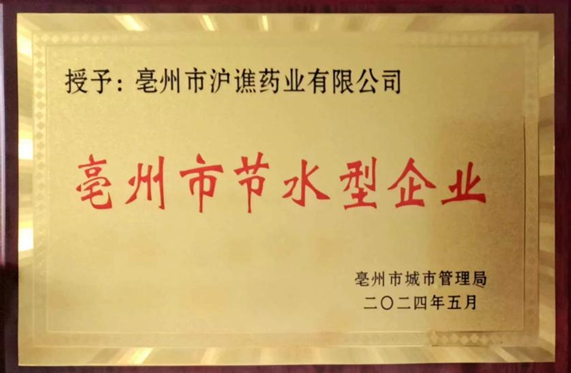 授予：亳州市沪谯药业有限公司
亳州市节水型企业
亳州市城市管理局
二〇二四年五月